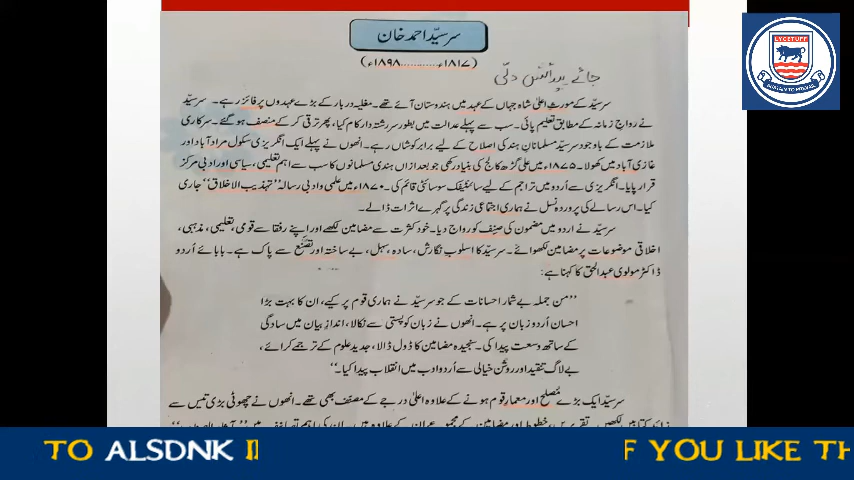 سر سیّد احمد خان
(۱۸۱۷ء............۱۸۹۸ء)
جائے پیدائش دلّی
سرسیّد کے مورثِ اعلیٰ شاہ جہاں کے عہد میں ہندوستان آئے تھے۔ مغلیہ دربار کے بڑے عہدوں پر فائز رہے۔ سرسیّد
نے رواجِ زمانہ کے مطابق تعلیم پائی۔ سب سے پہلے عدالت میں بطور سررشتہ دار کام کیا، پھر ترقی کر کے منصف ہو گئے۔ سرکاری
ملازمت کے باوجود سرسیّد مسلمانانِ ہند کی اصلاح کے لیے برابر کوشاں رہے۔ انھوں نے پہلے ایک انگریزی سکول مراد آباد اور
غازی آباد میں کھولا۔ ۱۸۷۵ء میں علی گڑھ کالج کی بنیاد رکھی جو بعد ازاں ہندی مسلمانوں کا سب سے اہم تعلیمی، سیاسی اور ادبی مرکز
قرار پایا۔ انگریزی سے اُردو میں تراجم کے لیے سائنٹیفک سوسائٹی قائم کی۔ ۱۸۷۰ء میں علمی و ادبی رسالہ ”تہذیب الاخلاق“ جاری
کیا۔ اس رسالے کی پروردہ نسل نے ہماری اجتماعی زندگی پر گہرے اثرات ڈالے۔
سرسیّد نے اردو میں مضمون کی صنِف کو رواج دیا۔ خود کثرت سے مضامین لکھے اور اپنے رفقا سے قومی، تعلیمی، مذہبی،
اخلاقی موضوعات پر مضامین لکھوائے۔ سرسیّد کا اسلوبِ نگارش، سادہ، سہل، بے ساختہ اور تصنّع سے پاک ہے۔ بابائے اُردو
ڈاکٹر مولوی عبدالحق کا کہنا ہے:
”من جملہ بے شمار احسانات کے جو سرسیّد نے ہماری قوم پر کیے، ان کا بہت بڑا
احسان اُردو زبان پر ہے۔ انھوں نے زبان کو پستی سے نکالا، اندازِ بیان میں سادگی
کے ساتھ وسعت پیدا کی۔ سنجیدہ مضامین کا ڈول ڈالا، جدید علوم کے ترجمے کرائے،
بے لاگ تنقید اور روشن خیالی سے اُردو ادب میں انقلاب پیدا کیا۔“
سرسیّد ایک بڑے مُصلح اور معمارِ قوم ہونے کے علاوہ اعلیٰ درجے کے مصنف بھی تھے۔ انھوں نے چھوٹی بڑی تیس سے
LYCETUFF
TO ALSDNK
F YOU LIKE TH